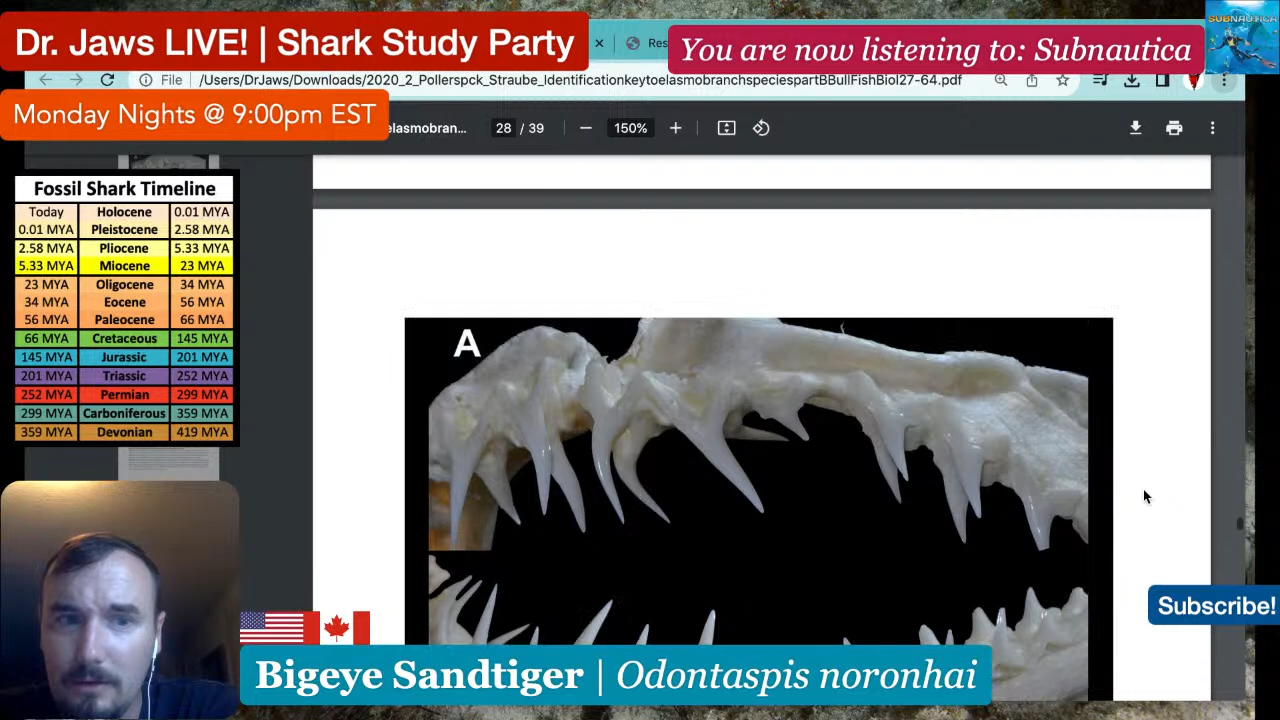 Dr. Jaws LIVE! | Shark Study Party
You are now listening to: Subnautica
SUBNAUTICA
Res
File /Users/DrJaws/Downloads/2020_2_Pollerspck_Straube_IdentificationkeytoelasmobranchspeciespartBBullFishBiol27-64.pdf
Monday Nights @ 9:00pm EST
elasmobran... 28 / 39 150%
Fossil Shark Timeline
Today Holocene 0.01 MYA
0.01 MYA Pleistocene 2.58 MYA
2.58 MYA Pliocene 5.33 MYA
5.33 MYA Miocene 23 MYA
23 MYA Oligocene 34 MYA
34 MYA Eocene 56 MYA
56 MYA Paleocene 66 MYA
66 MYA Cretaceous 145 MYA
145 MYA Jurassic 201 MYA
201 MYA Triassic 252 MYA
252 MYA Permian 299 MYA
299 MYA Carboniferous 359 MYA
359 MYA Devonian 419 MYA
A
Subscribe!
Bigeye Sandtiger | Odontaspis noronhai